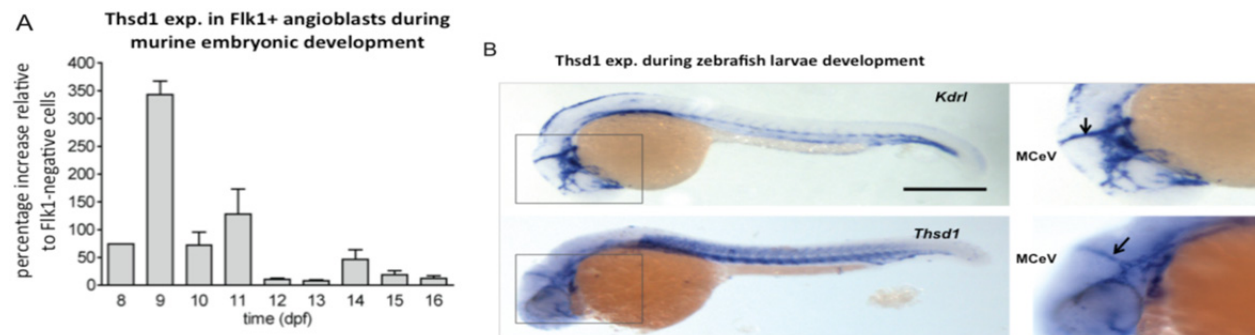 A
Thsd1 exp. in Flk1+ angioblasts during
murine embryonic development
percentage increase relative
to Flk1-negative cells
400
350
300
250
200
150
100
50
0
8 9 10 11 12 13 14 15 16
time (dpf)
B
Thsd1 exp. during zebrafish larvae development
Kdrl
MCeV
Thsd1
MCeV